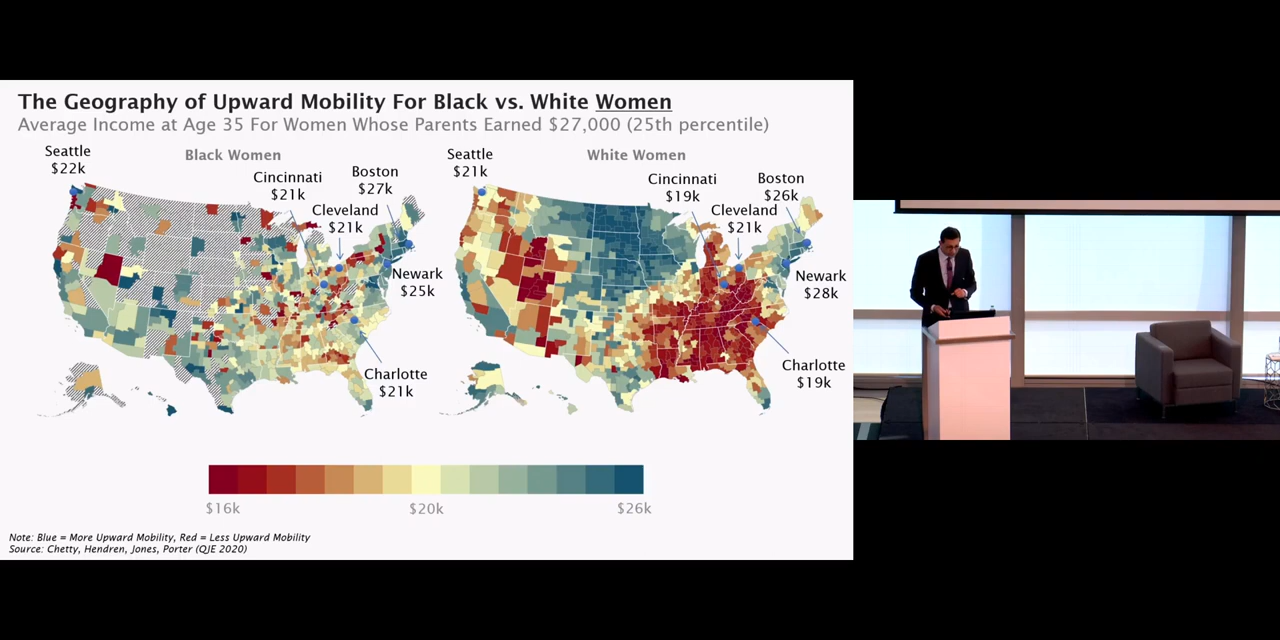 The Geography of Upward Mobility For Black vs. White Women
Average Income at Age 35 For Women Whose Parents Earned $27,000 (25th percentile)
Black Women
Seattle
$22k
Cincinnati
$21k
Boston
$27k
Cleveland
$21k
Newark
$25k
Charlotte
$21k
White Women
Seattle
$21k
Cincinnati
$19k
Boston
$26k
Cleveland
$21k
Newark
$28k
Charlotte
$19k
$16k
$20k
$26k
Note: Blue = More Upward Mobility, Red = Less Upward Mobility
Source: Chetty, Hendren, Jones, Porter (QJE 2020)